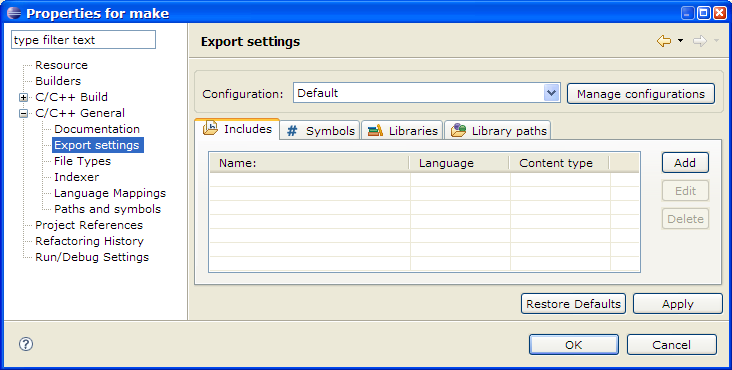 Properties for make
type filter text
Resource
Builders
C/C++ Build
C/C++ General
Documentation
Export settings
File Types
Indexer
Language Mappings
Paths and symbols
Project References
Refactoring History
Run/Debug Settings
Export settings
Configuration: Default Manage configurations
Includes # Symbols Libraries Library paths
Name: Language Content type
Add
Edit
Delete
Restore Defaults Apply
? OK Cancel